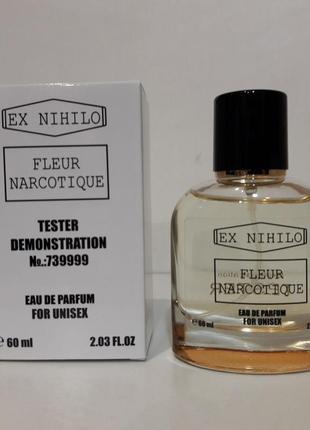 EX NIHILO
FLEUR
NARCOTIQUE
TESTER
DEMONSTRATION
No.:739999
EAU DE PARFUM
FOR UNISEX
e 60 ml 2.03 FL.OZ
EX NIHILO
FLEUR
NARCOTIQUE
EAU DE PARFUM
FOR UNISEX
60 ml